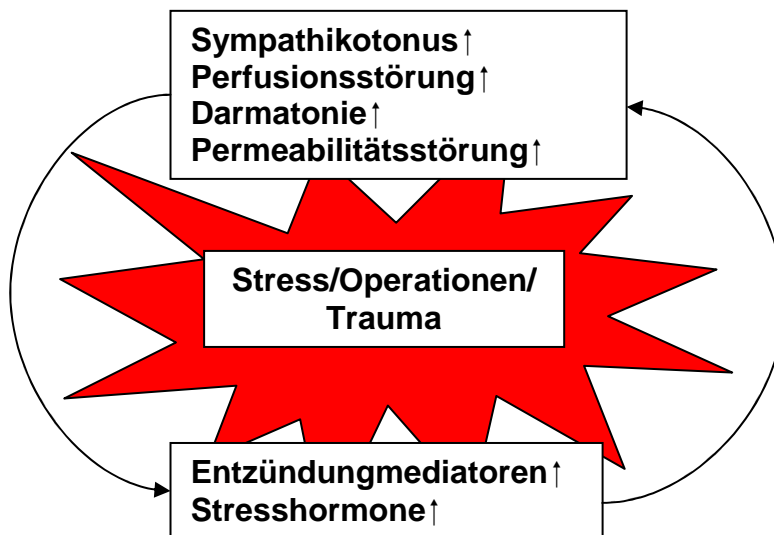 Sympathikotonus↑
Perfusionsstörung↑
Darmatonie↑
Permeabilitätsstörung↑
Stress/Operationen/
Trauma
Entzündungmediatoren↑
Stresshormone↑